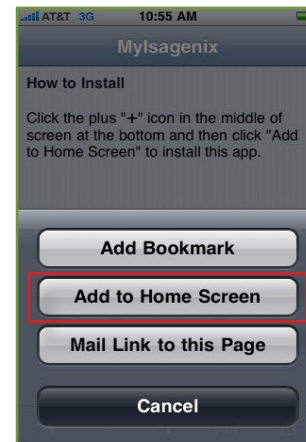 AT&T 3G 10:55 AM
MyIsagenix
How to Install
Click the plus "+" icon in the middle of
screen at the bottom and then click "Add
to Home Screen" to install this app.
Add Bookmark
Add to Home Screen
Mail Link to this Page
Cancel